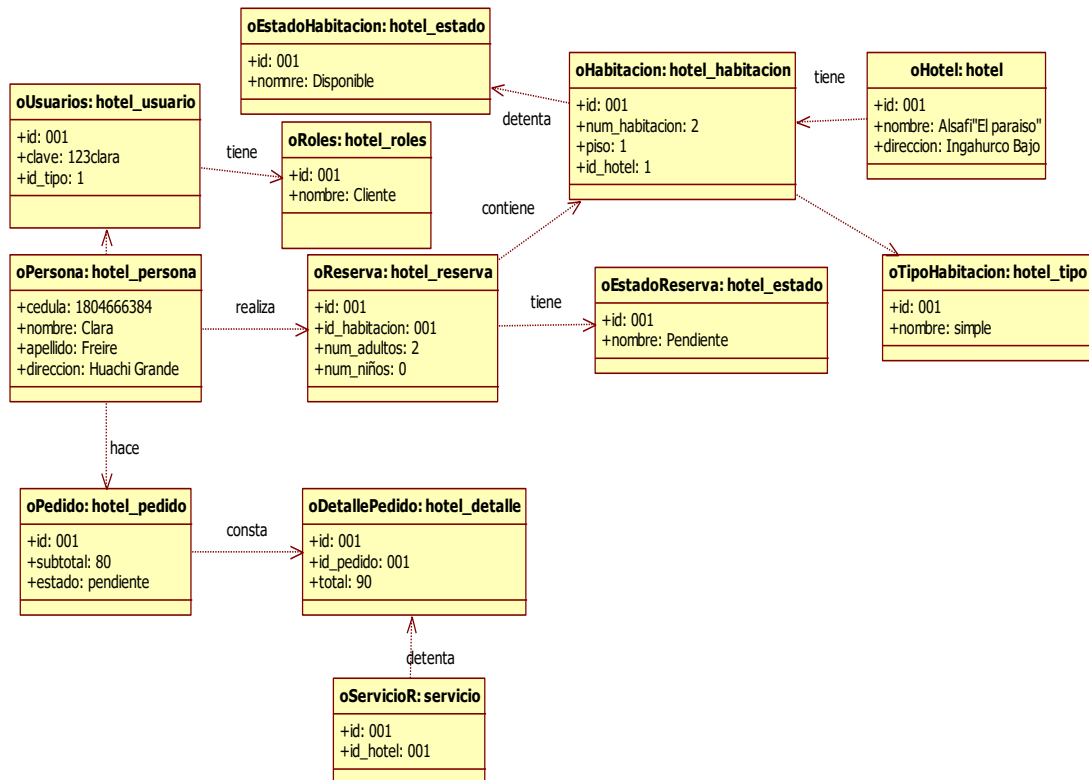 oEstadoHabitacion: hotel_estado
+id: 001
+nomnre: Disponible
oHabitacion: hotel_habitacion
+id: 001
+num_habitacion: 2
+piso: 1
+id_hotel: 1
tiene
oHotel: hotel
+id: 001
+nombre: Alsafi"El paraiso"
+direccion: Ingahurco Bajo
detenta
oUsuarios: hotel_usuario
+id: 001
+clave: 123clara
+id_tipo: 1
tiene
oRoles: hotel_roles
+id: 001
+nombre: Cliente
contiene
oPersona: hotel_persona
+cedula: 1804666384
+nombre: Clara
+apellido: Freire
+direccion: Huachi Grande
realiza
oReserva: hotel_reserva
+id: 001
+id_habitacion: 001
+num_adultos: 2
+num_niños: 0
tiene
oEstadoReserva: hotel_estado
+id: 001
+nombre: Pendiente
oTipoHabitacion: hotel_tipo
+id: 001
+nombre: simple
hace
oPedido: hotel_pedido
+id: 001
+subtotal: 80
+estado: pendiente
consta
oDetallePedido: hotel_detalle
+id: 001
+id_pedido: 001
+total: 90
detenta
oServicioR: servicio
+id: 001
+id_hotel: 001